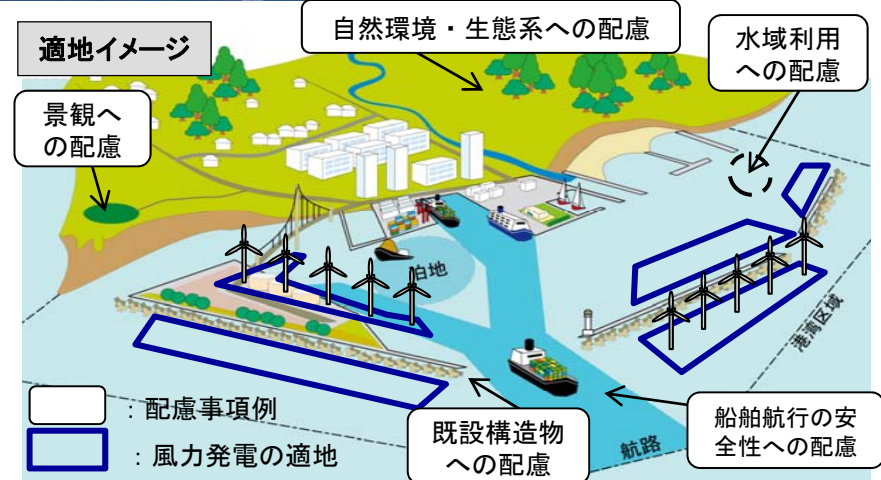 適地イメージ
自然環境・生態系への配慮
水域利用
への配慮
景観へ
の配慮
泊地
港湾区域
：配慮事項例
：風力発電の適地
既設構造物
への配慮
航路
船舶航行の安
全性への配慮